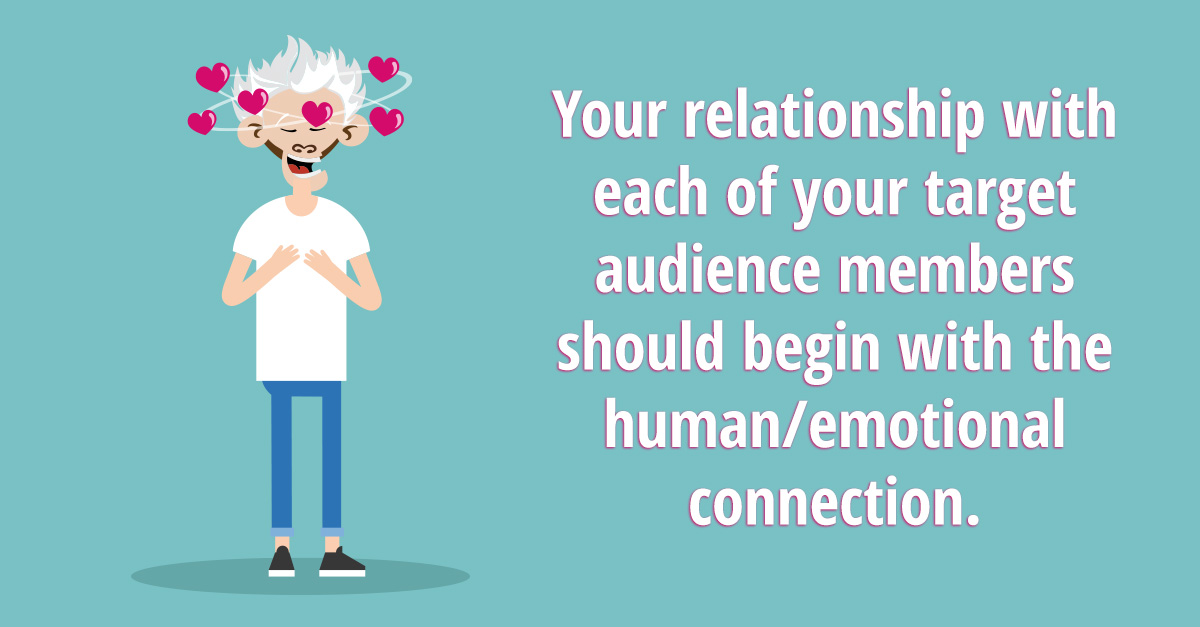 Your relationship with
each of your target
audience members
should begin with the
human/emotional
connection.